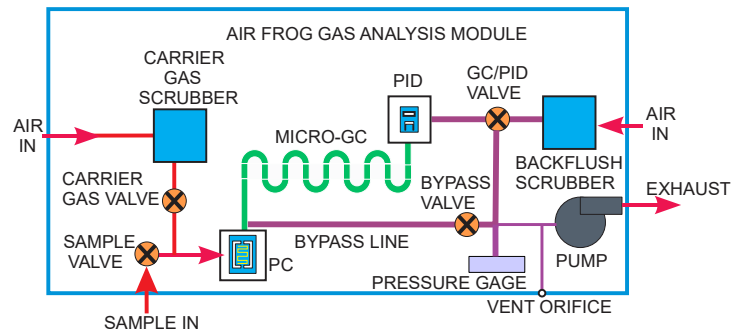 AIR FROG GAS ANALYSIS MODULE
CARRIER
GAS
SCRUBBER
PID
GC/PID
VALVE
AIR
IN
MICRO-GC
AIR
IN
CARRIER
GAS VALVE
BYPASS
VALVE
BACKFLUSH
SCRUBBER
EXHAUST
SAMPLE
VALVE
BYPASS LINE
PC
PUMP
PRESSURE GAGE
VENT ORIFICE
SAMPLE IN